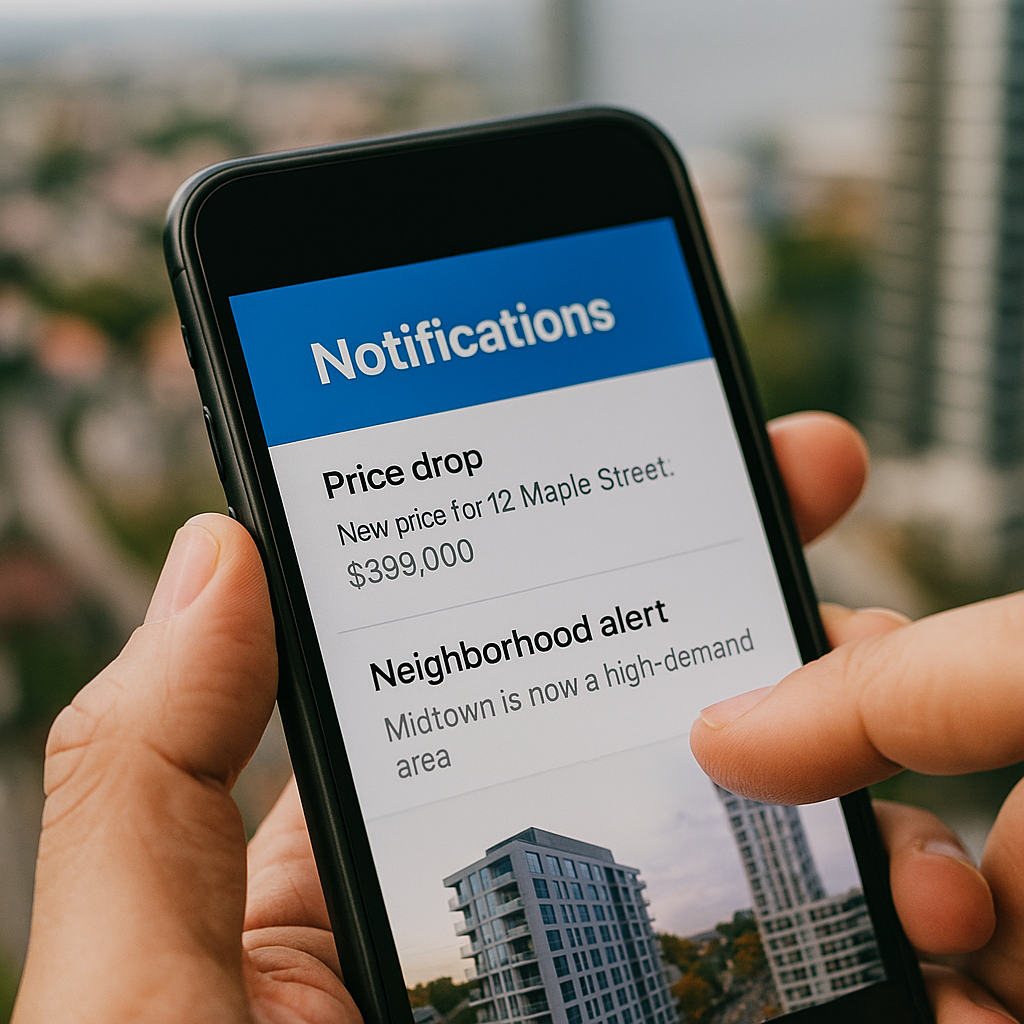 Notifications
Price drop
New price for 12 Maple Street:
$399,000
Neighborhood alert
Midtown is now a high-demand
area